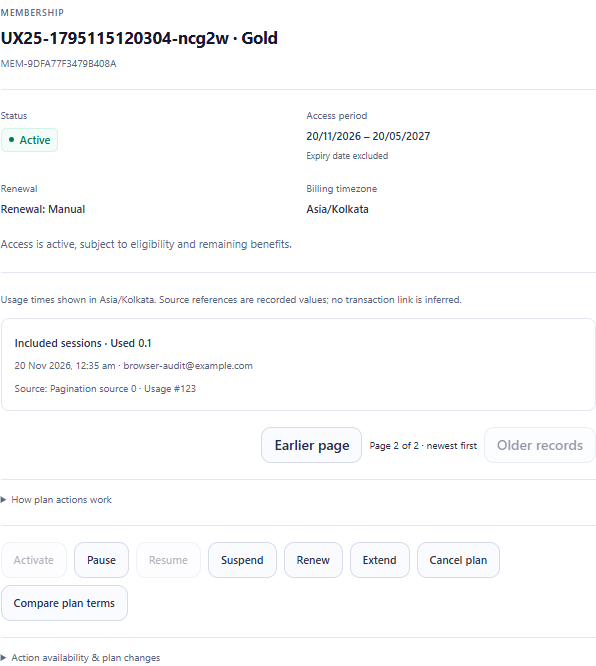 MEMBERSHIP
UX25-1795115120304-ncg2w · Gold
MEM-9DFA77F3479B408A
Status
Active
Access period
20/11/2026 – 20/05/2027
Expiry date excluded
Renewal
Renewal: Manual
Billing timezone
Asia/Kolkata
Access is active, subject to eligibility and remaining benefits.
Usage times shown in Asia/Kolkata. Source references are recorded values; no transaction link is inferred.
Included sessions · Used 0.1
20 Nov 2026, 12:35 am · browser-audit@example.com
Source: Pagination source 0 · Usage #123
Earlier page Page 2 of 2 · newest first Older records
How plan actions work
Activate Pause Resume Suspend Renew Extend Cancel plan
Compare plan terms
Action availability & plan changes